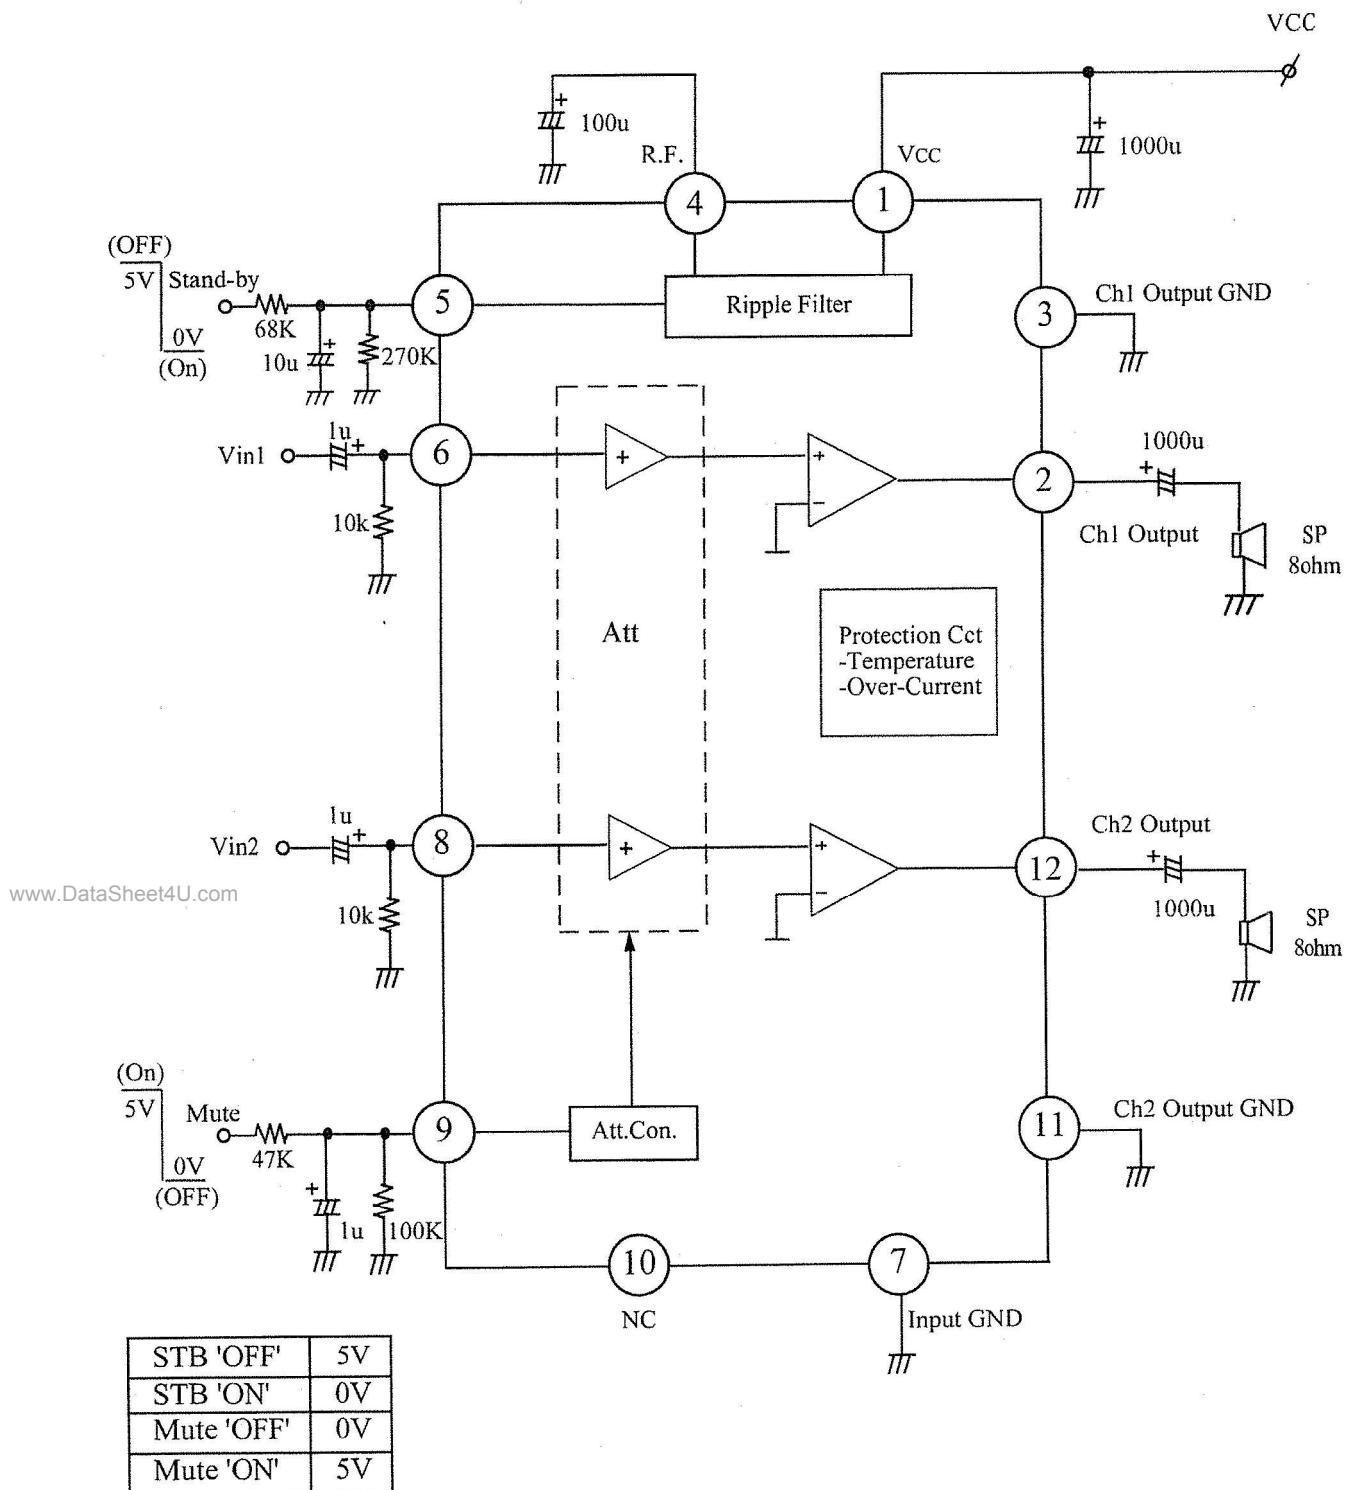 VCC
100u
1000u
R.F.
VCC
4
1
(OFF)
5V
Stand-by
0V
(On)
68K
10u
270K
5
Ripple Filter
3
Ch1 Output GND
Vin1
1u
+
10k
6
+
+
−
2
1000u
+
Ch1 Output
SP
8ohm
Att
Protection Cct
-Temperature
-Over-Current
Vin2
1u
+
10k
8
+
+
−
12
Ch2 Output
+
1000u
SP
8ohm
www.DataSheet4U.com
(On)
5V
Mute
0V
(OFF)
47K
+
1u
100K
9
Att.Con.
11
Ch2 Output GND
10
NC
7
Input GND
STB 'OFF' 5V
STB 'ON' 0V
Mute 'OFF' 0V
Mute 'ON' 5V